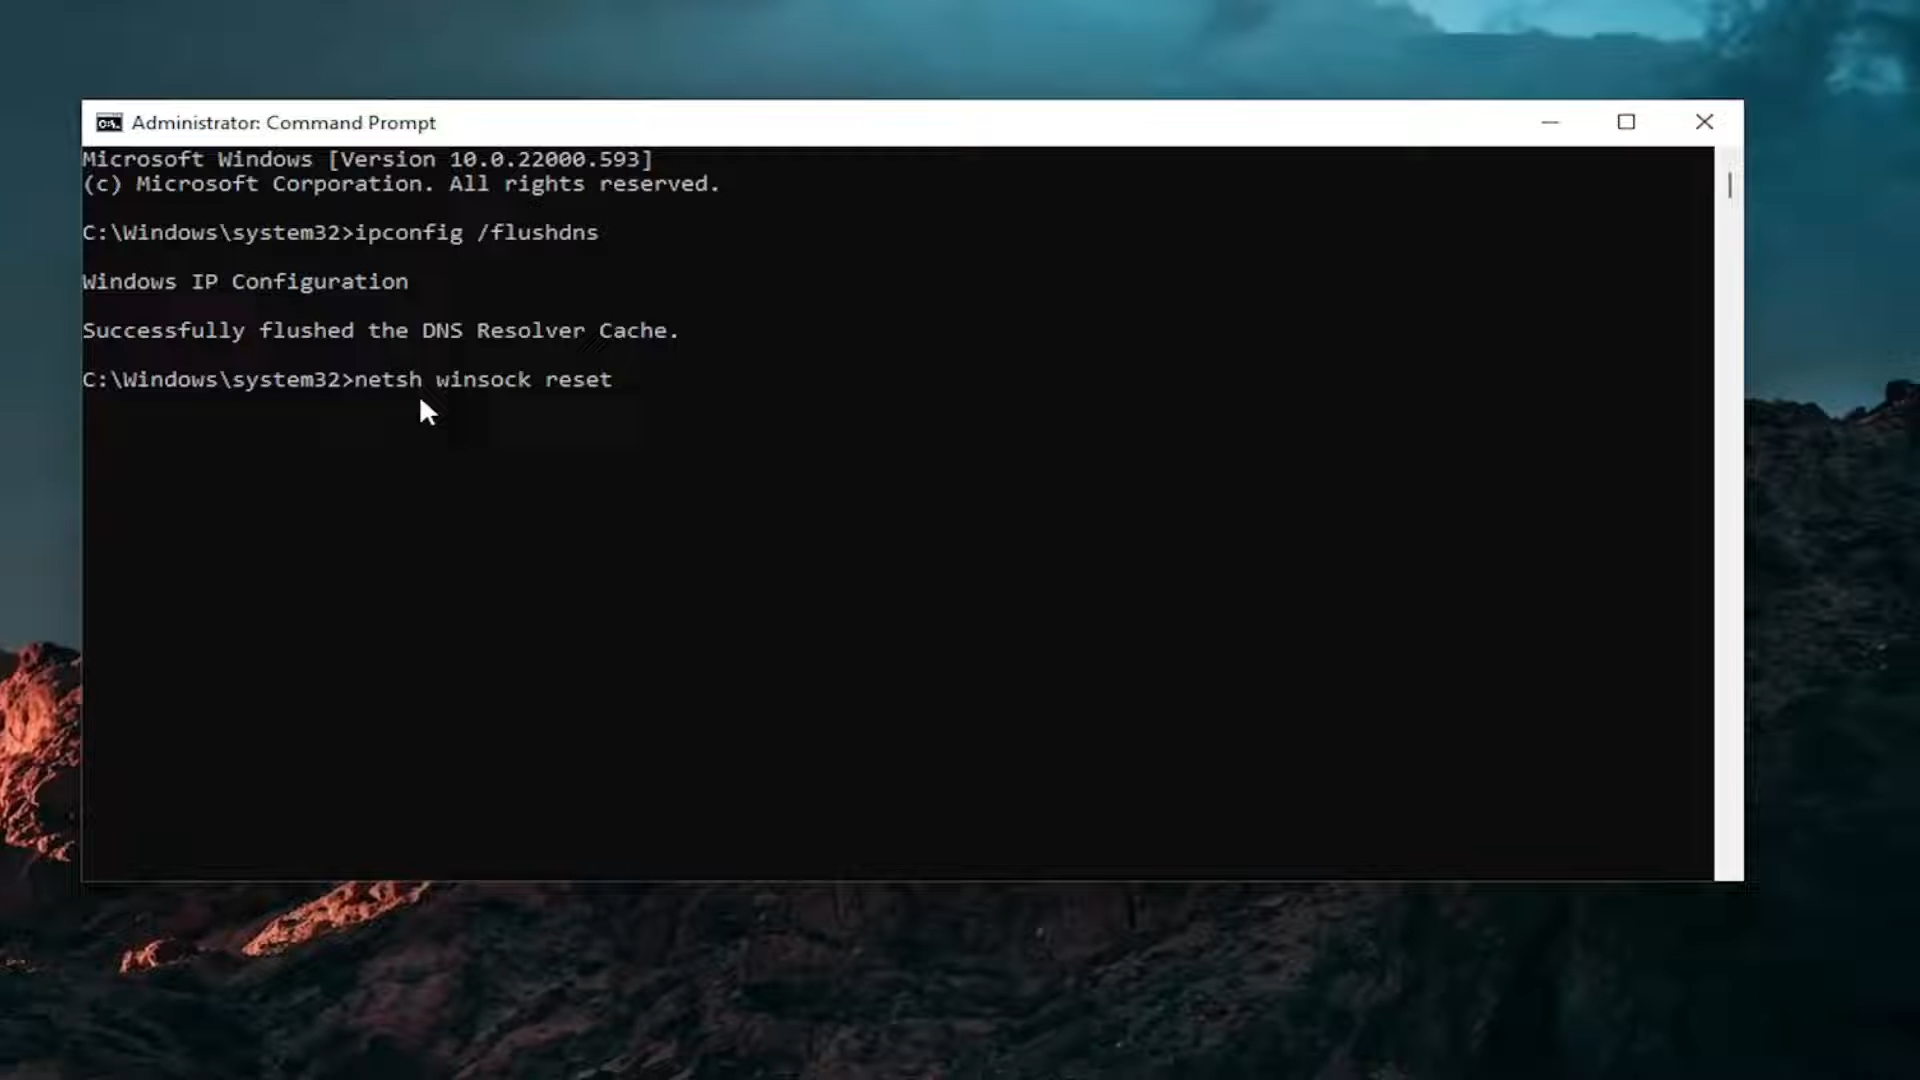 Administrator: Command Prompt
Microsoft Windows [Version 10.0.22000.593]
(c) Microsoft Corporation. All rights reserved.
C:\Windows\system32>ipconfig /flushdns
Windows IP Configuration
Successfully flushed the DNS Resolver Cache.
C:\Windows\system32>netsh winsock reset